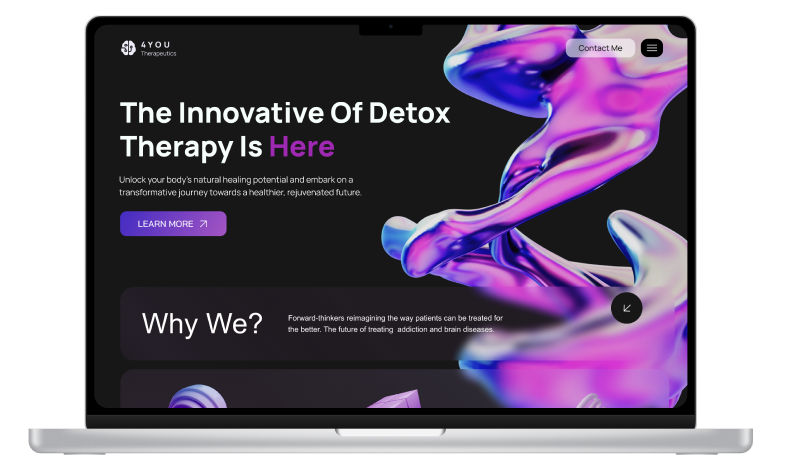 4YOU
Therapeutics
Contact Me
The Innovative Of Detox
Therapy Is Here
Unlock your body's natural healing potential and embark on a
transformative journey towards a healthier, rejuvenated future.
LEARN MORE
Why We?
Forward-thinkers reimagining the way patients can be treated for
the better. The future of treating addiction and brain diseases.